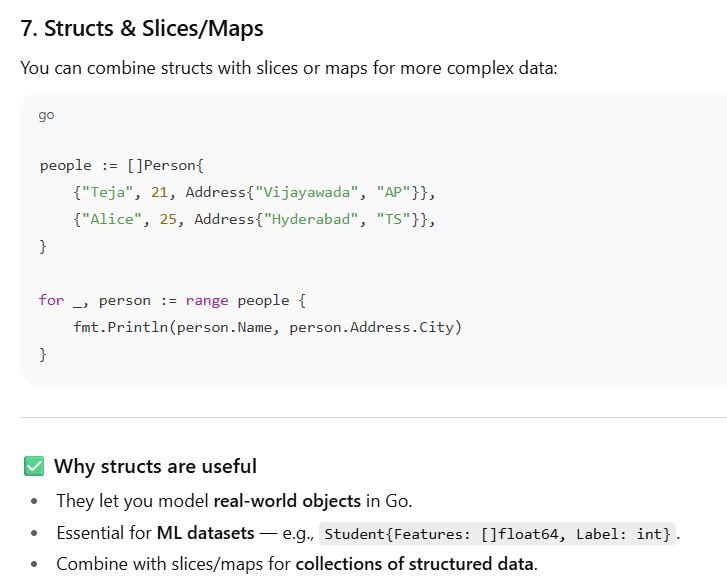 7. Structs & Slices/Maps
You can combine structs with slices or maps for more complex data:
go
people := []Person{
    {"Teja", 21, Address{"Vijayawada", "AP"}},
    {"Alice", 25, Address{"Hyderabad", "TS"}},
}
for _, person := range people {
    fmt.Println(person.Name, person.Address.City)
}
✅ Why structs are useful
• They let you model real-world objects in Go.
• Essential for ML datasets — e.g., Student{Features: []float64, Label: int}.
• Combine with slices/maps for collections of structured data.